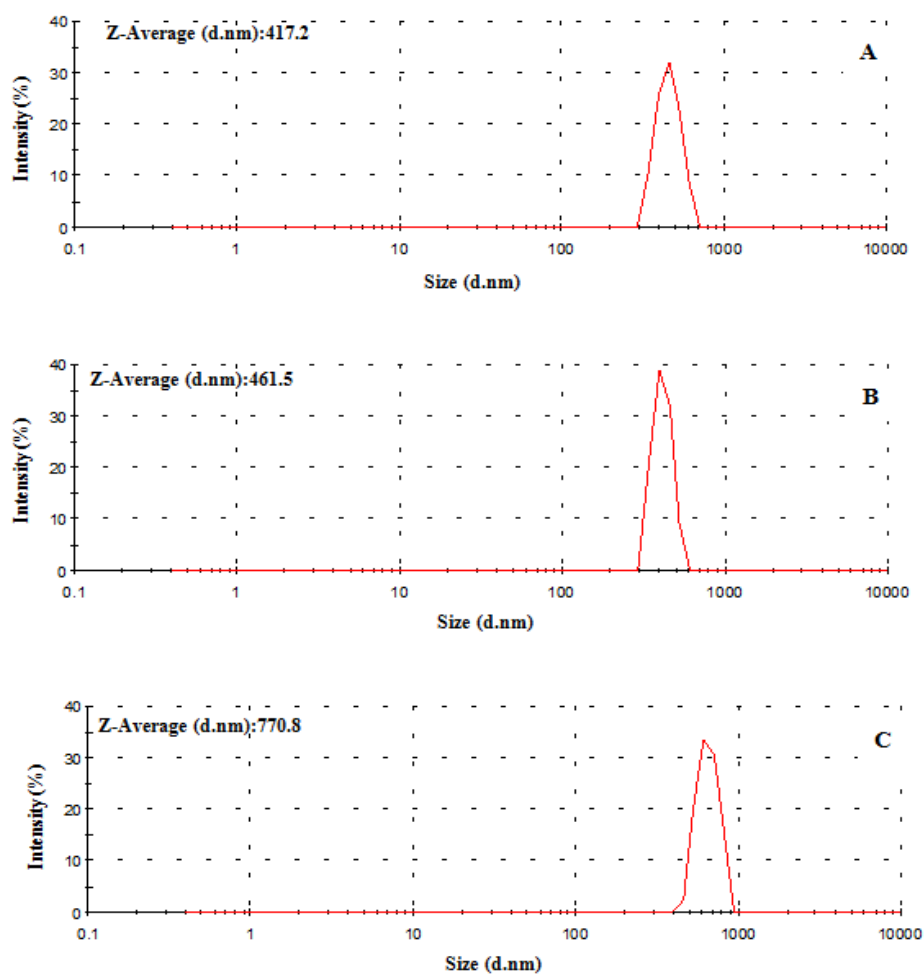 40
Z-Average (d.nm):417.2
A
30
20
10
0
Intensity (%)
0.1 1 10 100 1000 10000
Size (d.nm)
40
Z-Average (d.nm):461.5
B
30
20
10
0
Intensity (%)
0.1 1 10 100 1000 10000
Size (d.nm)
40
Z-Average (d.nm):770.8
C
30
20
10
0
Intensity (%)
0.1 1 10 100 1000 10000
Size (d.nm)